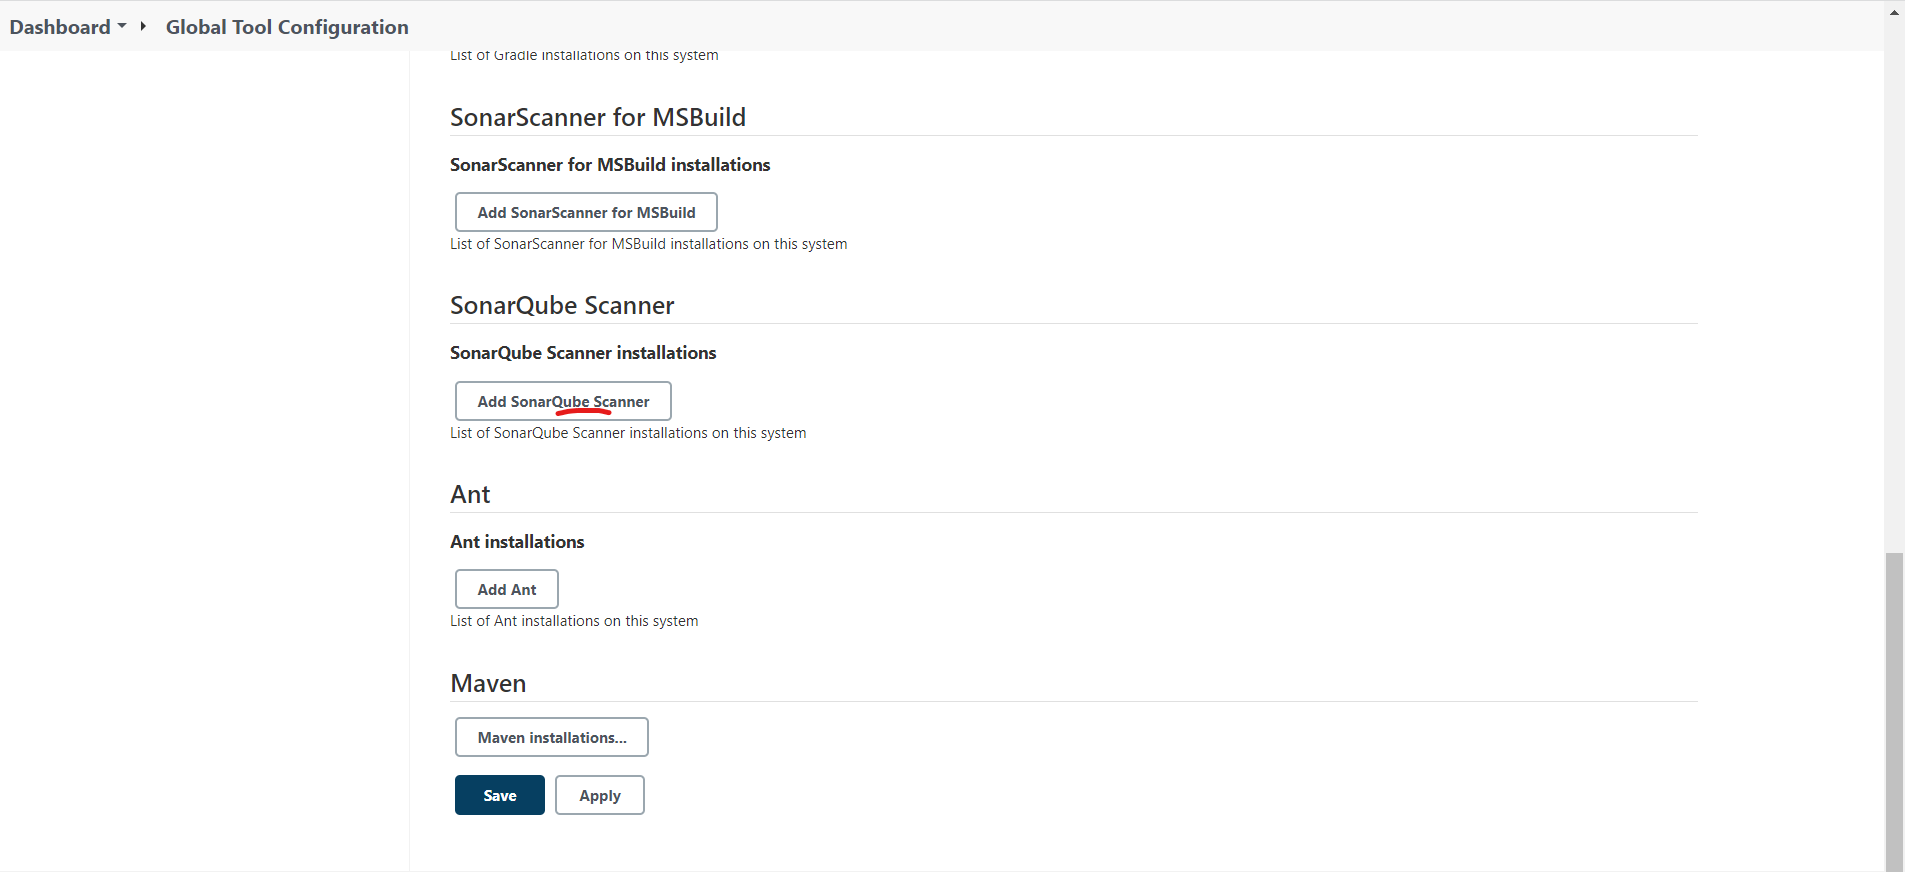 Dashboard Global Tool Configuration
List of Gradle installations on this system
SonarScanner for MSBuild
SonarScanner for MSBuild installations
Add SonarScanner for MSBuild
List of SonarScanner for MSBuild installations on this system
SonarQube Scanner
SonarQube Scanner installations
Add SonarQube Scanner
List of SonarQube Scanner installations on this system
Ant
Ant installations
Add Ant
List of Ant installations on this system
Maven
Maven installations...
Save Apply